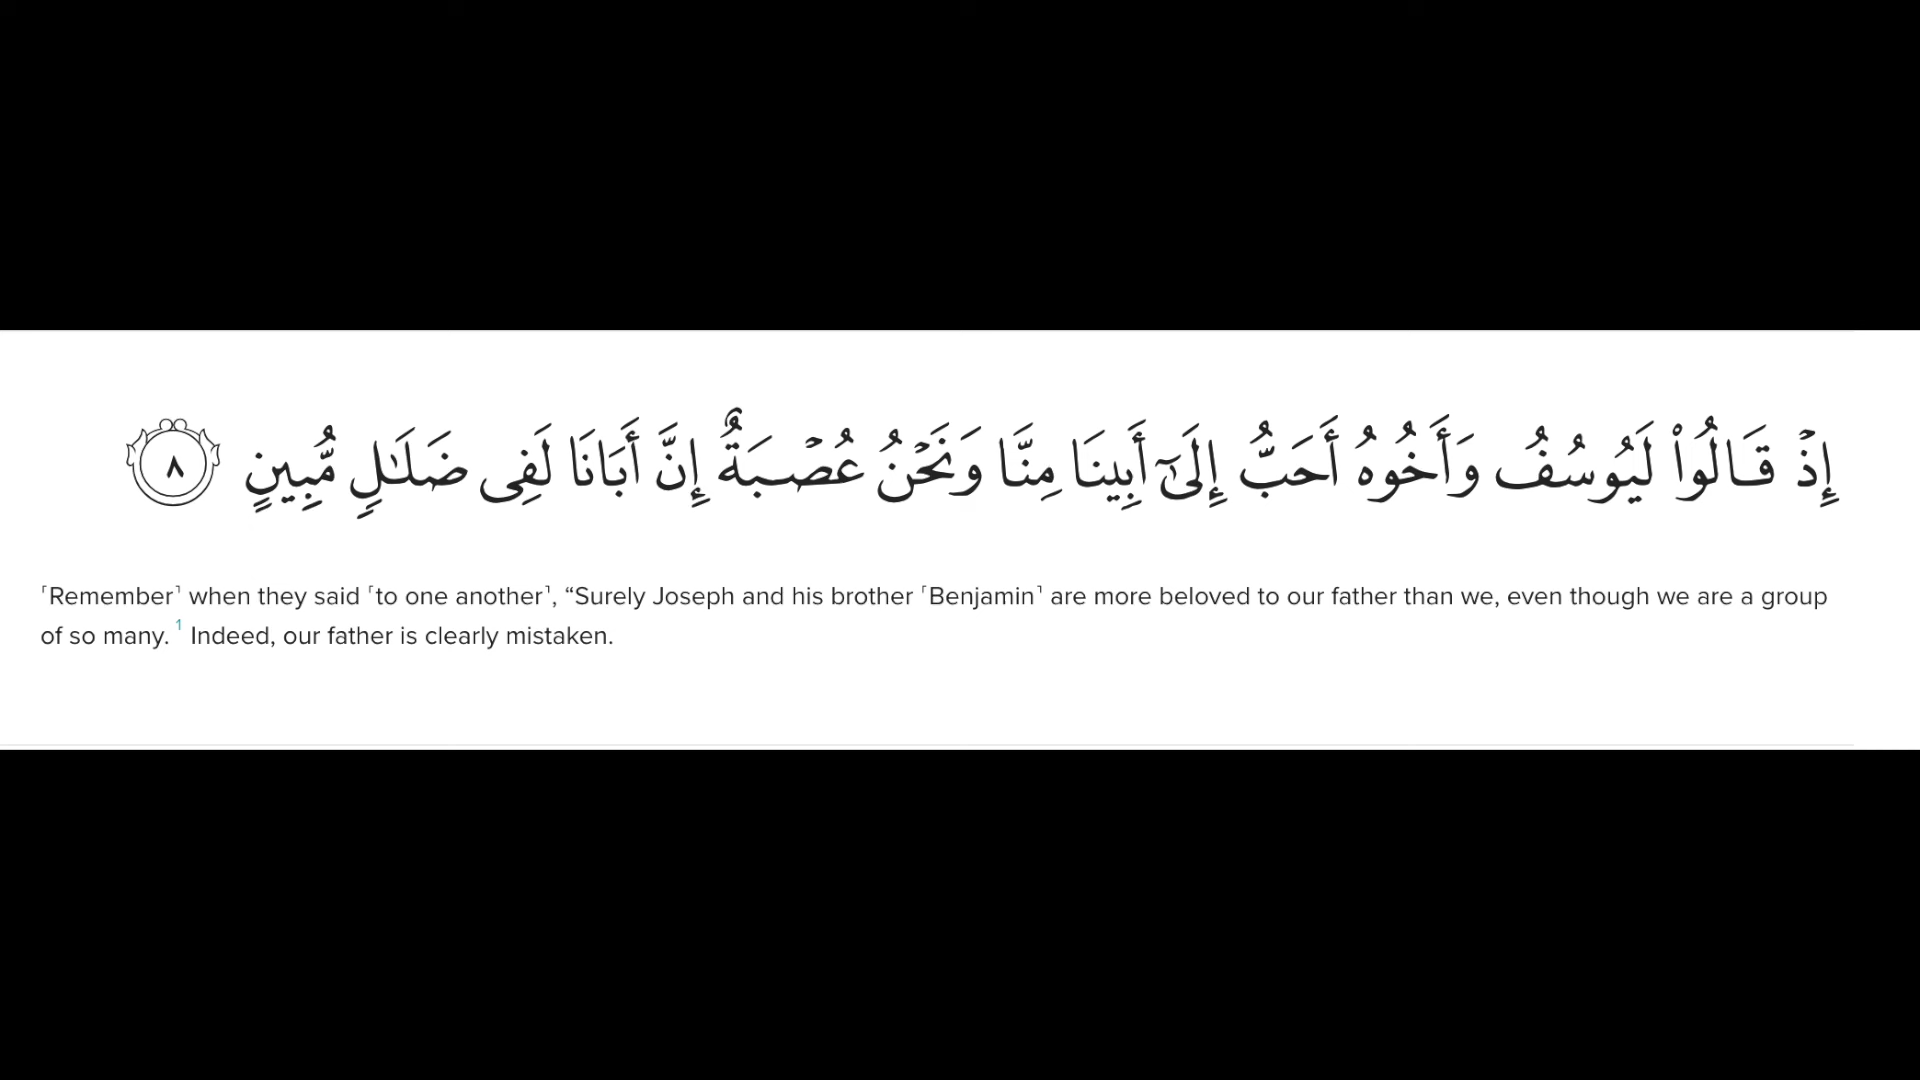 إِذْ قَالُوا۟ لَيُوسُفُ وَأَخُوهُ أَحَبُّ إِلَىٰٓ أَبِينَا مِنَّا وَنَحْنُ عُصْبَةٌ إِنَّ أَبَانَا لَفِى ضَلَـٰلٍ مُّبِينٍ ٨
⸢Remember⸣ when they said ⸢to one another⸣, “Surely Joseph and his brother ⸢Benjamin⸣ are more beloved to our father than we, even though we are a group
of so many. 1 Indeed, our father is clearly mistaken.